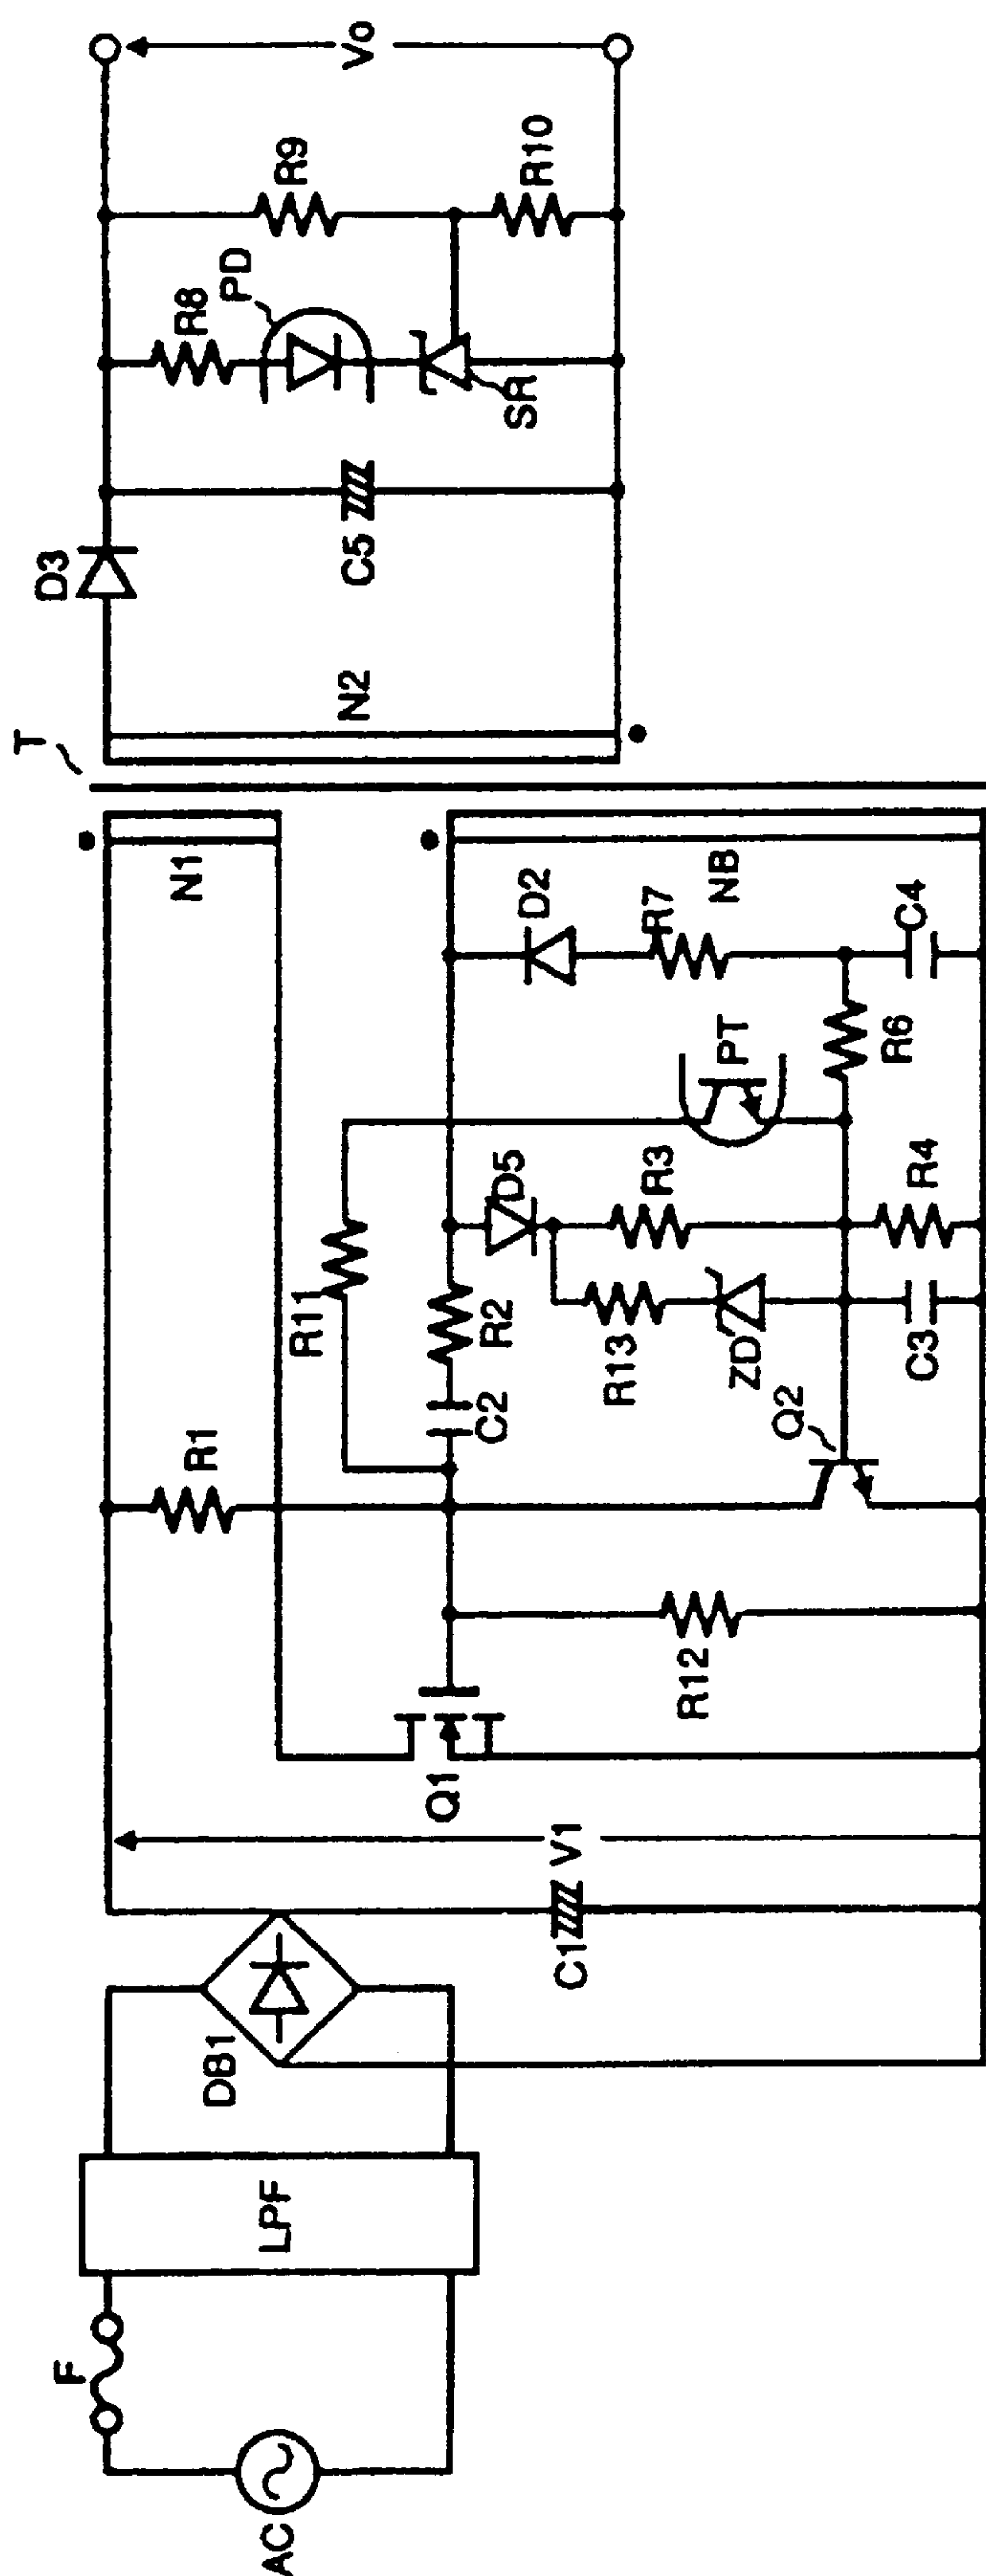 AC
F
LPF
DB1
C1
V1
Q1
R12
R1
C2
R2
R11
Q2
R13
ZD
C3
D5
R3
R4
PT
R6
D2
R7
C4
N1
NB
T
N2
D3
C5
R8
PD
SR
R9
R10
Vo